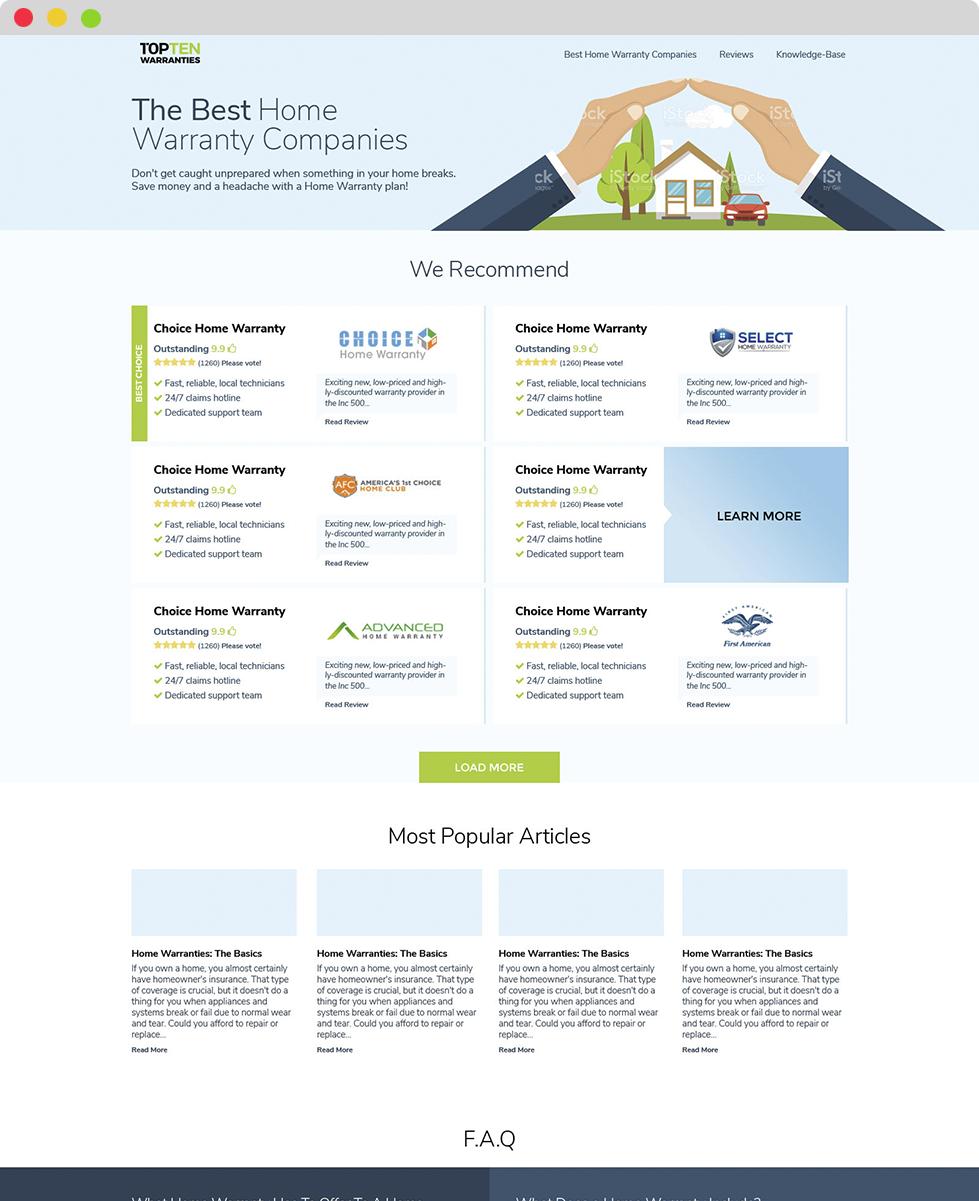 TOPTEN
WARRANTIES
Best Home Warranty Companies
Reviews
Knowledge-Base
The Best Home
Warranty Companies
Don't get caught unprepared when something in your home breaks.
Save money and a headache with a Home Warranty plan!
iStock
We Recommend
BEST CHOICE
Choice Home Warranty
Outstanding 9.9
(1260) Please vote!
Fast, reliable, local technicians
24/7 claims hotline
Dedicated support team
CHOICE
Home Warranty
Exciting new, low-priced and high-
ly-discounted warranty provider in
the Inc 500...
Read Review
Choice Home Warranty
Outstanding 9.9
(1260) Please vote!
Fast, reliable, local technicians
24/7 claims hotline
Dedicated support team
SELECT
HOME WARRANTY
Exciting new, low-priced and high-
ly-discounted warranty provider in
the Inc 500...
Read Review
Choice Home Warranty
Outstanding 9.9
(1260) Please vote!
Fast, reliable, local technicians
24/7 claims hotline
Dedicated support team
AFC
AMERICA'S 1st CHOICE
HOME CLUB
Exciting new, low-priced and high-
ly-discounted warranty provider in
the Inc 500...
Read Review
Choice Home Warranty
Outstanding 9.9
(1260) Please vote!
Fast, reliable, local technicians
24/7 claims hotline
Dedicated support team
LEARN MORE
Choice Home Warranty
Outstanding 9.9
(1260) Please vote!
Fast, reliable, local technicians
24/7 claims hotline
Dedicated support team
ADVANCED
HOME WARRANTY
Exciting new, low-priced and high-
ly-discounted warranty provider in
the Inc 500...
Read Review
Choice Home Warranty
Outstanding 9.9
(1260) Please vote!
Fast, reliable, local technicians
24/7 claims hotline
Dedicated support team
FIRST AMERICAN
First American
Exciting new, low-priced and high-
ly-discounted warranty provider in
the Inc 500...
Read Review
LOAD MORE
Most Popular Articles
Home Warranties: The Basics
If you own a home, you almost certainly
have homeowner's insurance. That type
of coverage is crucial, but it doesn't do a
thing for you when appliances and
systems break or fail due to normal wear
and tear. Could you afford to repair or
replace...
Read More
Home Warranties: The Basics
If you own a home, you almost certainly
have homeowner's insurance. That type
of coverage is crucial, but it doesn't do a
thing for you when appliances and
systems break or fail due to normal wear
and tear. Could you afford to repair or
replace...
Read More
Home Warranties: The Basics
If you own a home, you almost certainly
have homeowner's insurance. That type
of coverage is crucial, but it doesn't do a
thing for you when appliances and
systems break or fail due to normal wear
and tear. Could you afford to repair or
replace...
Read More
Home Warranties: The Basics
If you own a home, you almost certainly
have homeowner's insurance. That type
of coverage is crucial, but it doesn't do a
thing for you when appliances and
systems break or fail due to normal wear
and tear. Could you afford to repair or
replace...
Read More
F.A.Q